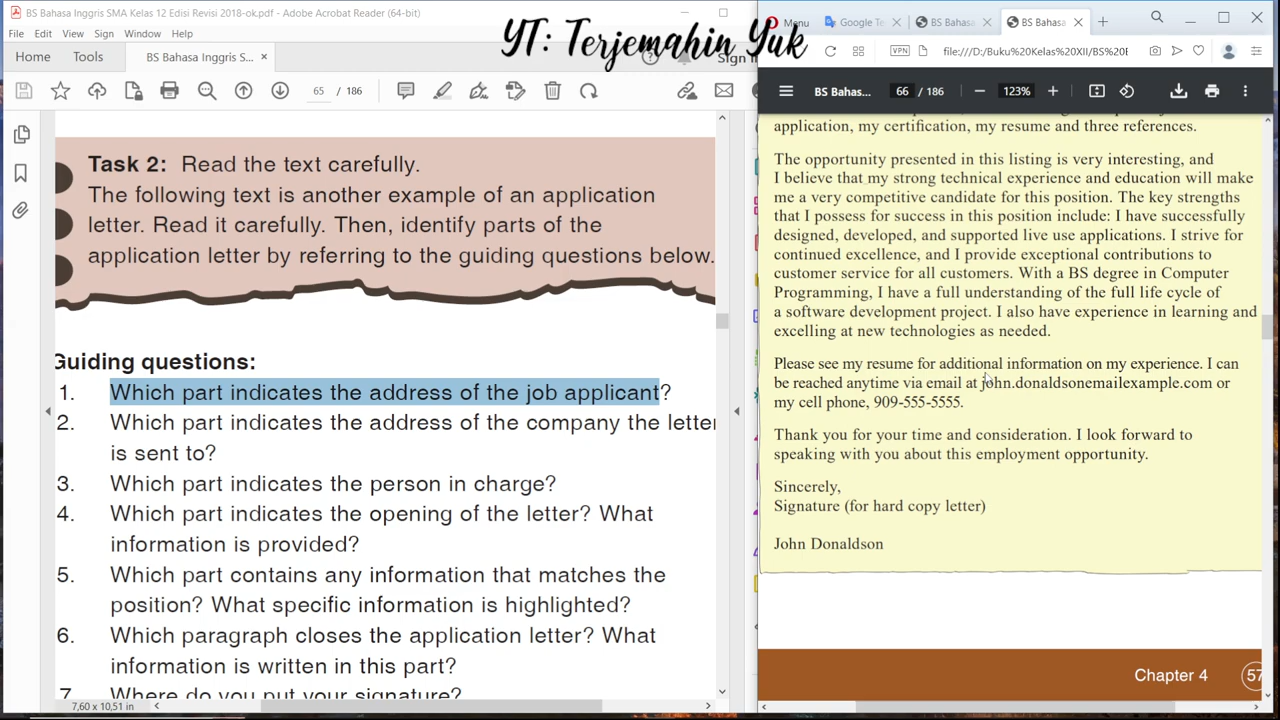 BS Bahasa Inggris SMA Kelas 12 Edisi Revisi 2018-ok.pdf - Adobe Acrobat Reader (64-bit)
File Edit View Sign Window Help
Home Tools BS Bahasa Inggris S... × Sign
65 / 186
YT: Terjemahin Yuk
Task 2: Read the text carefully.
The following text is another example of an application
letter. Read it carefully. Then, identify parts of the
application letter by referring to the guiding questions below.
Guiding questions:
1. Which part indicates the address of the job applicant?
2. Which part indicates the address of the company the letter
is sent to?
3. Which part indicates the person in charge?
4. Which part indicates the opening of the letter? What
information is provided?
5. Which part contains any information that matches the
position? What specific information is highlighted?
6. Which paragraph closes the application letter? What
information is written in this part?
7. Where do you put your signature?
7,60 x 10,51 in
Menu Google Te BS Bahasa BS Bahasa
VPN file:///D:/Buku%20Kelas%20XII/BS%20E
BS Bahas... 66 / 186 123%
application, my certification, my resume and three references.
The opportunity presented in this listing is very interesting, and
I believe that my strong technical experience and education will make
me a very competitive candidate for this position. The key strengths
that I possess for success in this position include: I have successfully
designed, developed, and supported live use applications. I strive for
continued excellence, and I provide exceptional contributions to
customer service for all customers. With a BS degree in Computer
Programming, I have a full understanding of the full life cycle of
a software development project. I also have experience in learning and
excelling at new technologies as needed.
Please see my resume for additional information on my experience. I can
be reached anytime via email at john.donaldsonemailexample.com or
my cell phone, 909-555-5555.
Thank you for your time and consideration. I look forward to
speaking with you about this employment opportunity.
Sincerely,
Signature (for hard copy letter)
John Donaldson
Chapter 4 57